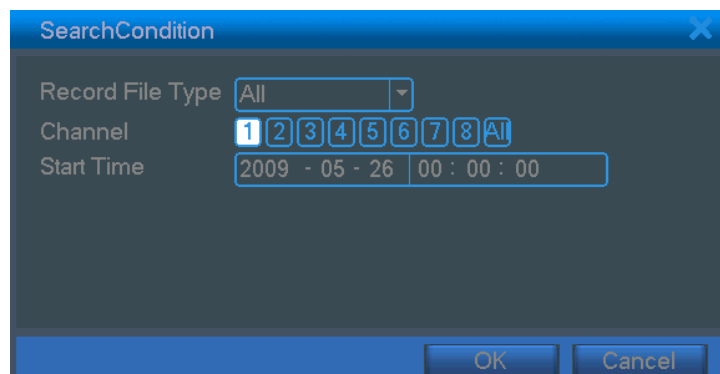 SearchCondition
Record File Type All
Channel 1 2 3 4 5 6 7 8 All
Start Time 2009 - 05 - 26 00 : 00 : 00
OK Cancel